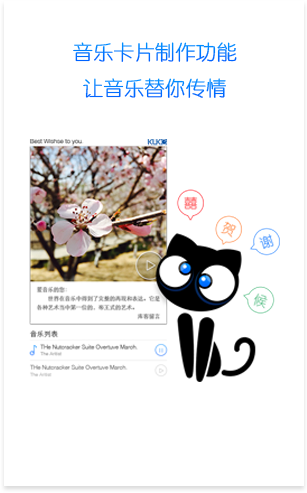 音乐卡片制作功能
让音乐替你传情
Best Wishse to you
KUKE
囍
贺
谢
候
爱音乐的您:
世界在音乐中得到了完整的再现和表达。它是
各种艺术当中第一位的、帝王式的艺术。
库客留言
音乐列表
THe Nutcracker Suite Overtuve March.
The Artist
THe Nutcracker Suite Overtuve March.
The Artist